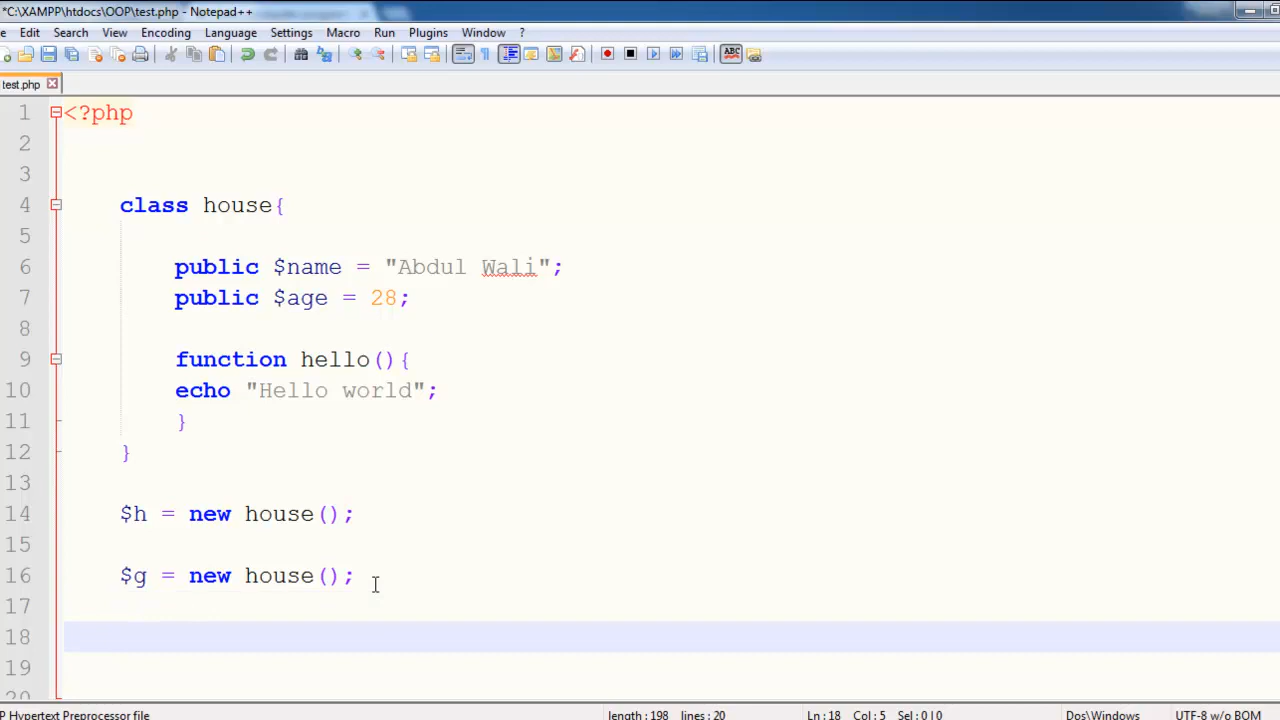 *C:\XAMPP\htdocs\OOP\test.php - Notepad++
e Edit Search View Encoding Language Settings Macro Run Plugins Window ?
ABC
test.php
1 <?php
2
3
4 class house{
5
6 public $name = "Abdul Wali";
7 public $age = 28;
8
9 function hello(){
10 echo "Hello world";
11 }
12 }
13
14 $h = new house();
15
16 $g = new house();
17
18
19
20
P Hypertext Preprocessor file length : 198 lines : 20 Ln : 18 Col : 5 Sel : 0 | 0 Dos\Windows UTF-8 w/o BOM